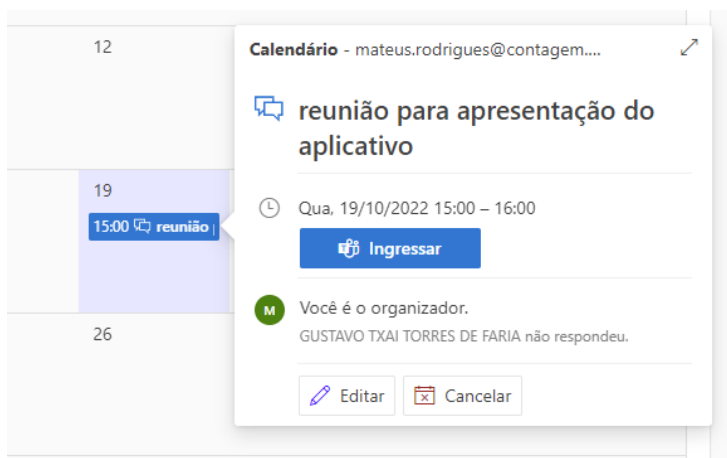 12
Calendário - mateus.rodrigues@contagem....
reunião para apresentação do
aplicativo
19
15:00 reunião
Qua, 19/10/2022 15:00 – 16:00
Ingressar
M
Você é o organizador.
GUSTAVO TXAI TORRES DE FARIA não respondeu.
26
Editar
Cancelar